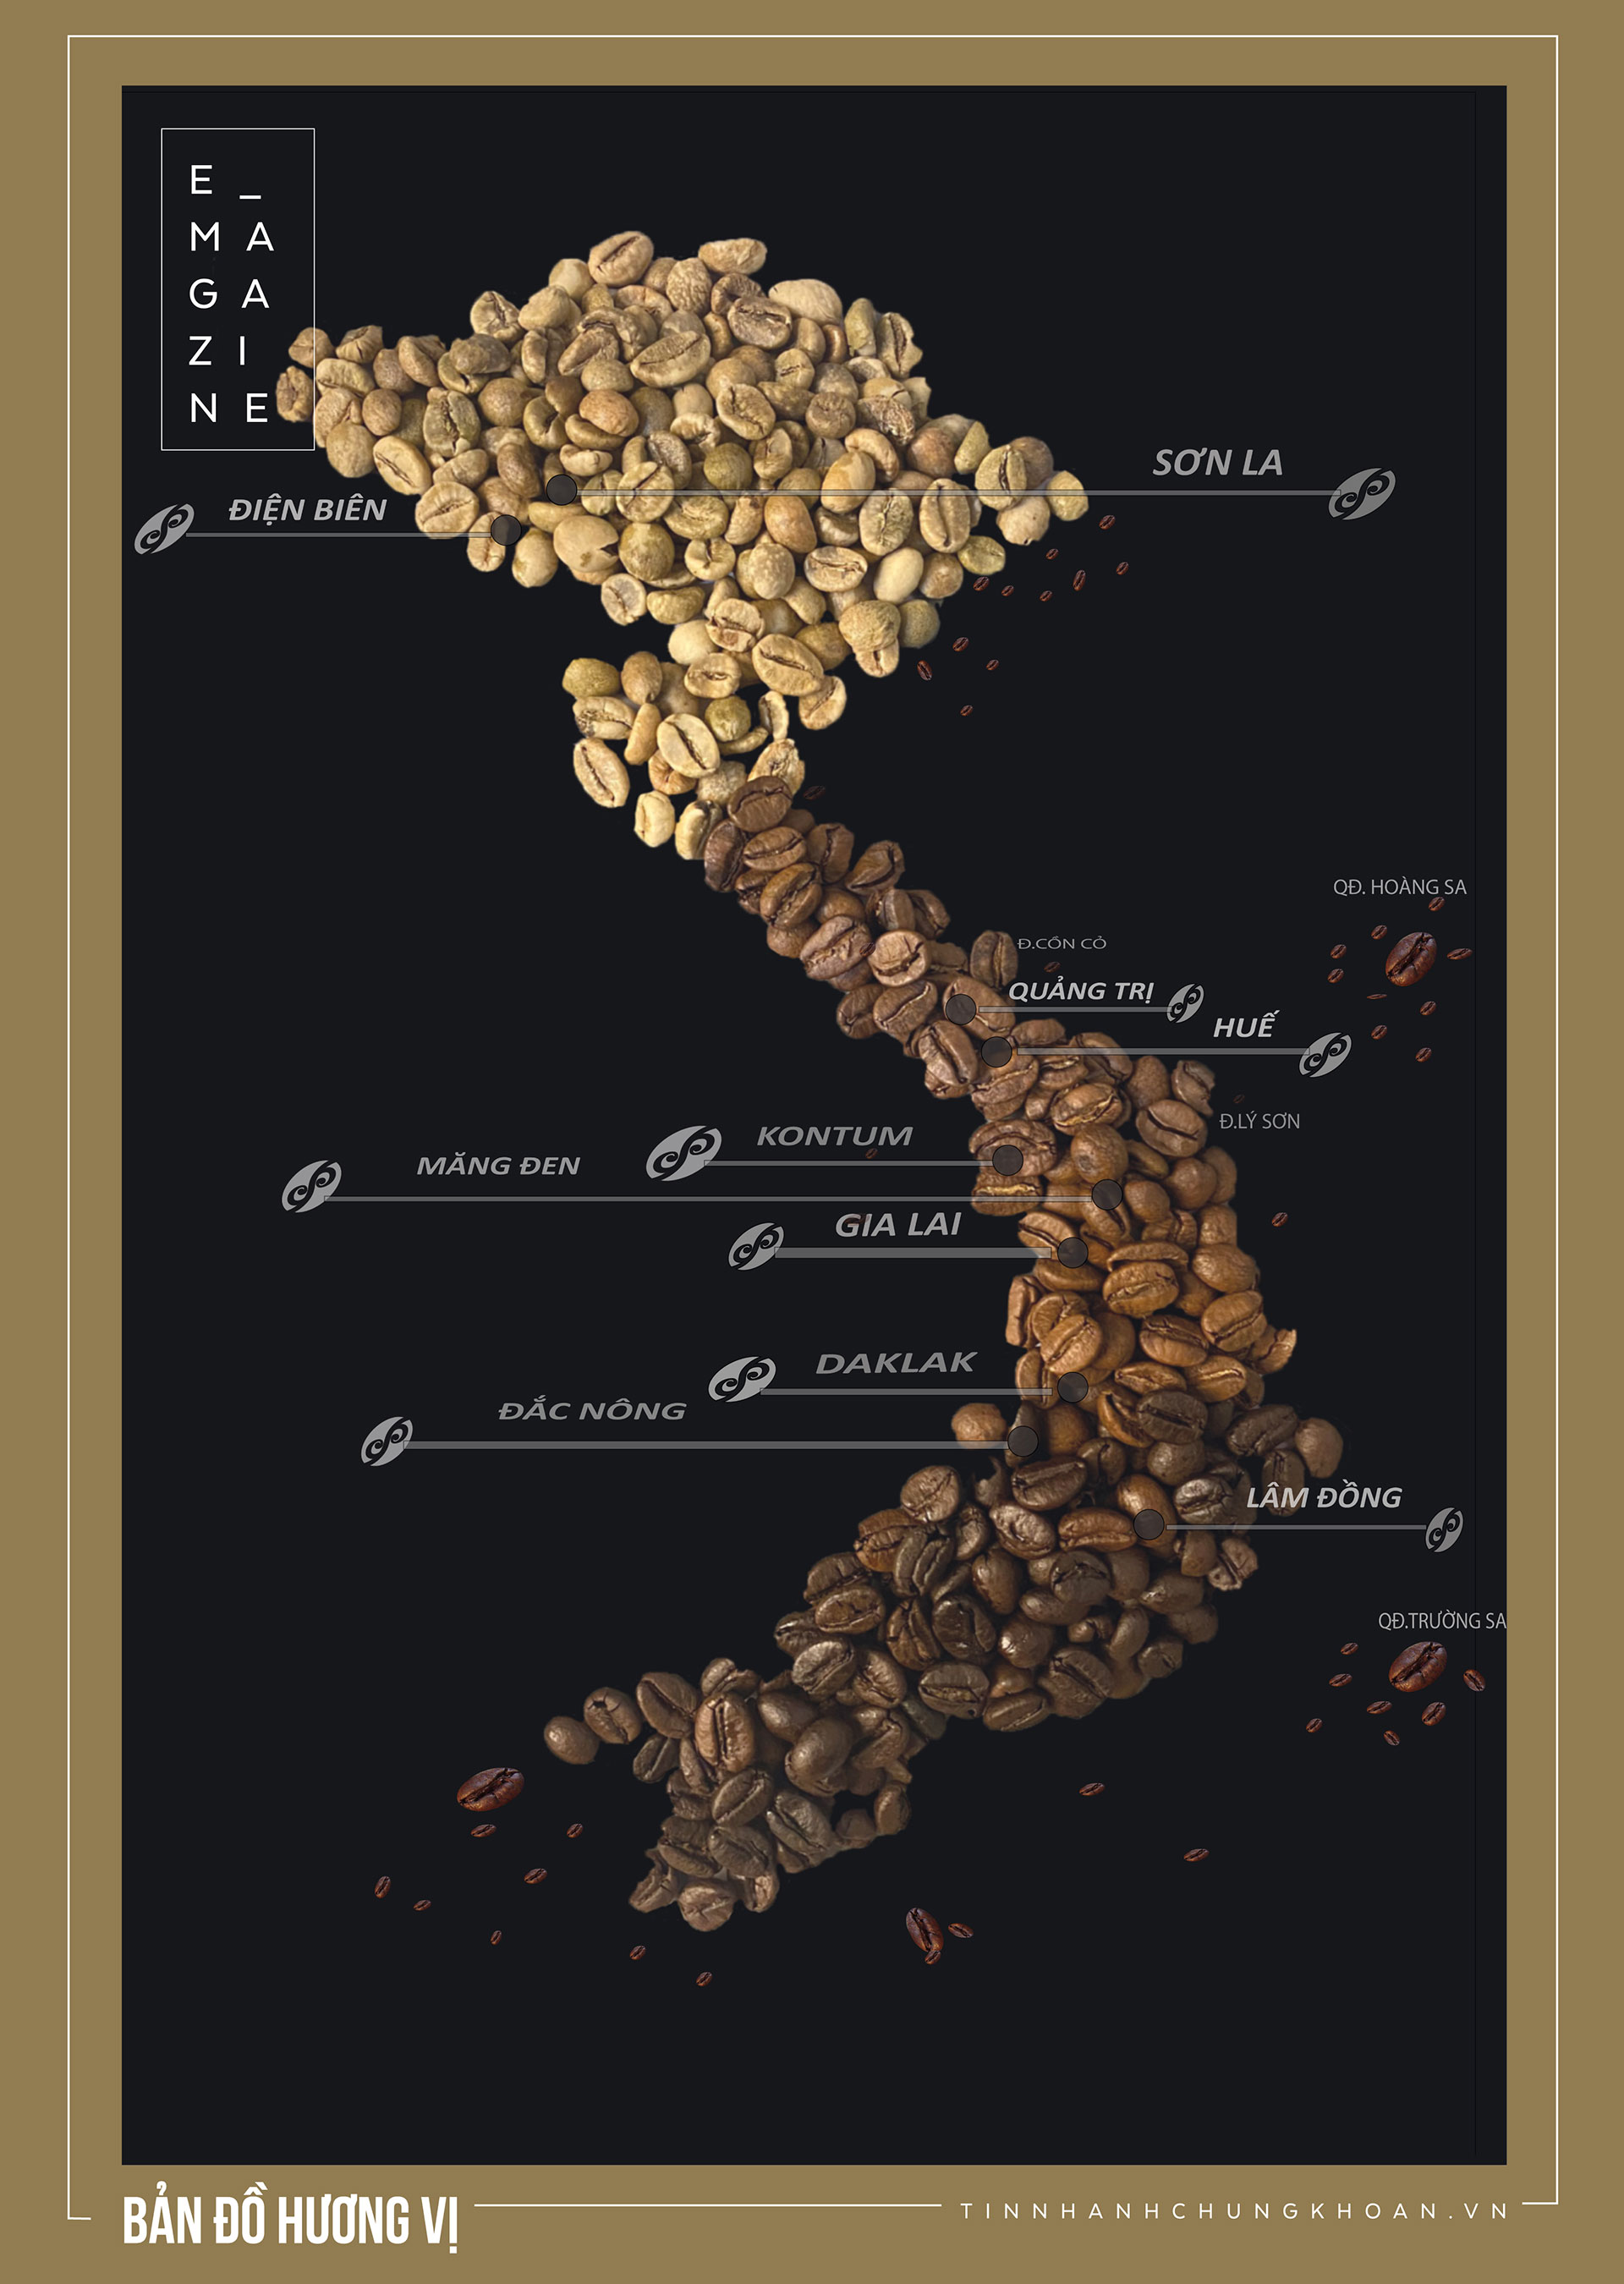 E _
M A
G A
Z I
N E
SƠN LA
ĐIỆN BIÊN
QĐ. HOÀNG SA
Đ.CỒN CỎ
QUẢNG TRỊ
HUẾ
Đ.LÝ SƠN
KONTUM
MĂNG ĐEN
GIA LAI
DAKLAK
ĐẮC NÔNG
LÂM ĐỒNG
QĐ.TRƯỜNG SA
BẢN ĐỒ HƯƠNG VỊ
TINNHANHCHUNGKHOAN.VN